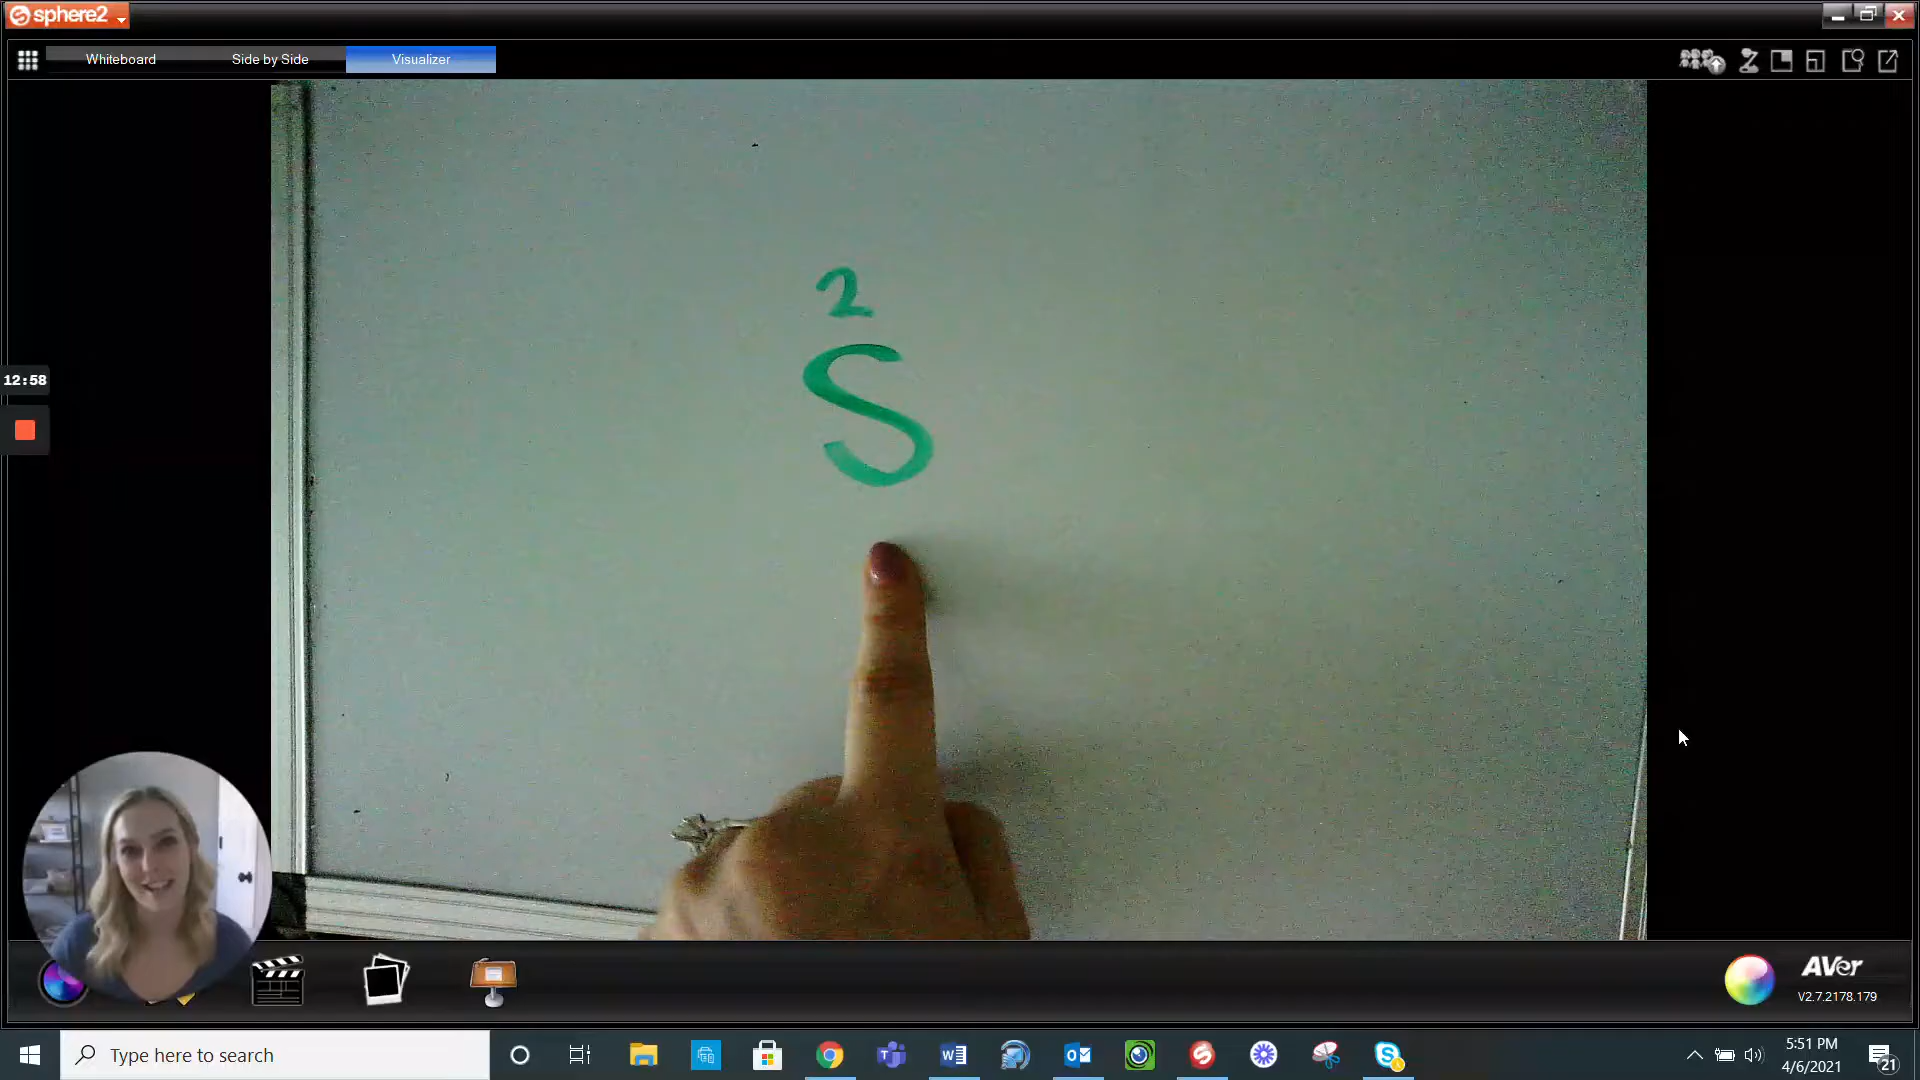 sphere2
Whiteboard Side by Side Visualizer
2
S
12:58
AVer
V2.7.2178.179
Type here to search
5:51 PM
4/6/2021
21